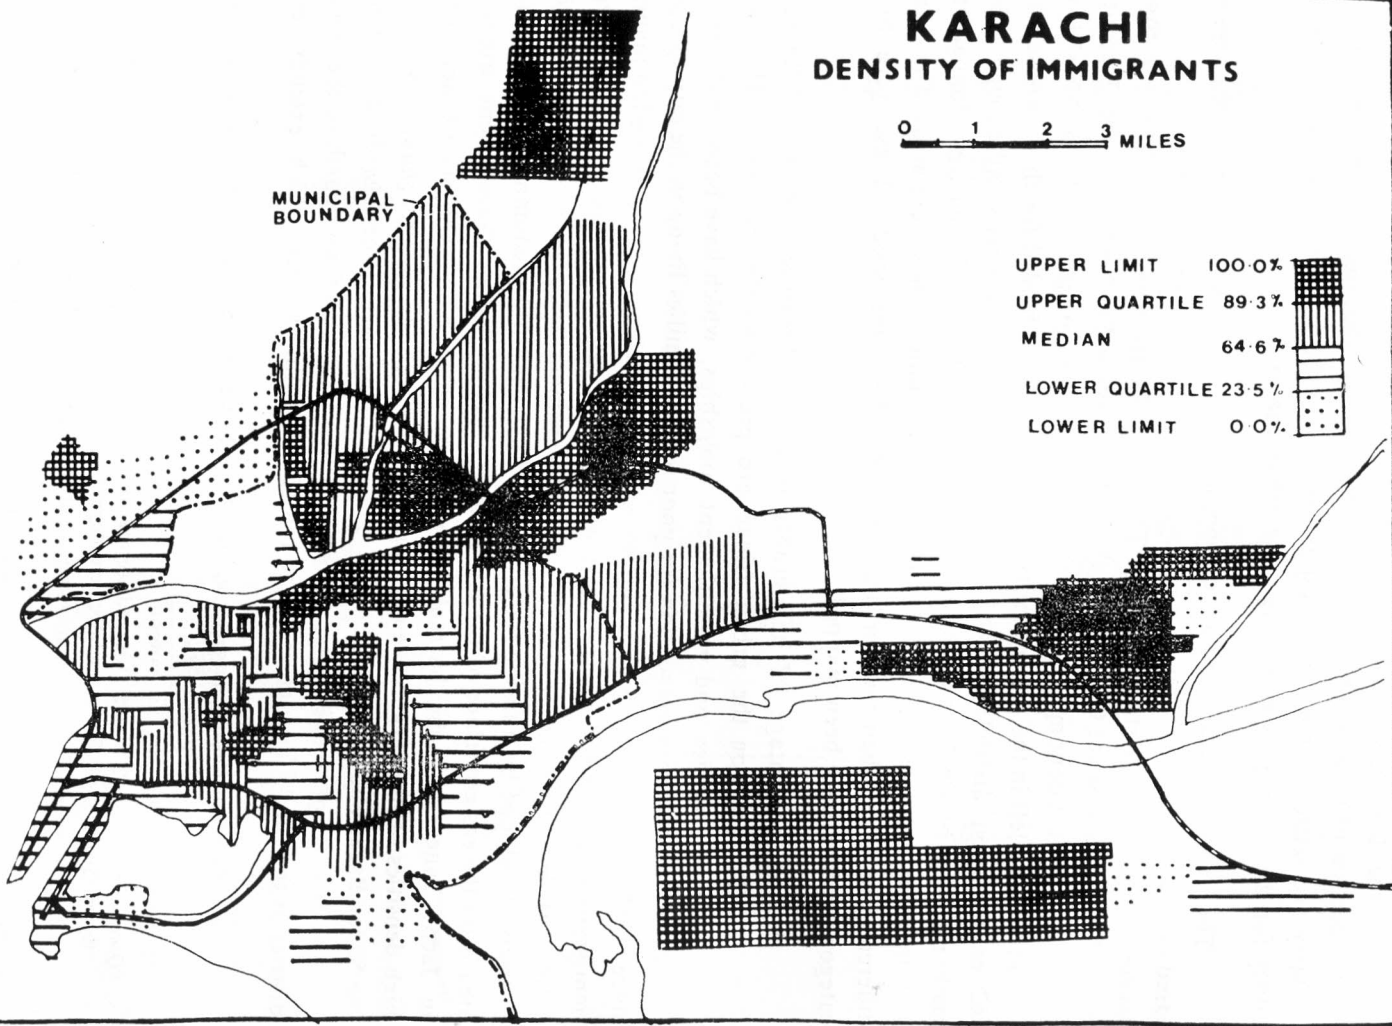 KARACHI
DENSITY OF IMMIGRANTS
0 1 2 3 MILES
MUNICIPAL
BOUNDARY
UPPER LIMIT 100·0%
UPPER QUARTILE 89·3%
MEDIAN 64·6%
LOWER QUARTILE 23·5%
LOWER LIMIT 0·0%